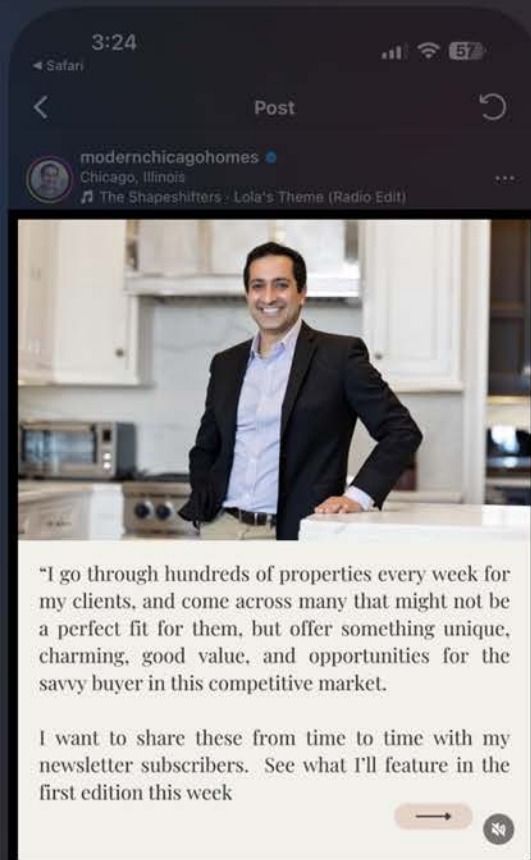 3:24
57
◄ Safari
Post
modernchicagohomes
Chicago, Illinois
The Shapeshifters · Lola's Theme (Radio Edit)
“I go through hundreds of properties every week for
my clients, and come across many that might not be
a perfect fit for them, but offer something unique,
charming, good value, and opportunities for the
savvy buyer in this competitive market.
I want to share these from time to time with my
newsletter subscribers. See what I’ll feature in the
first edition this week